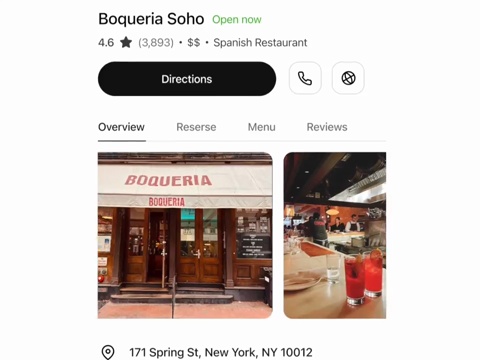 Boqueria Soho Open now
4.6 (3,893) • $$ • Spanish Restaurant
Directions
Overview Reserse Menu Reviews
BOQUERIA
BOQUERIA
171 Spring St, New York, NY 10012